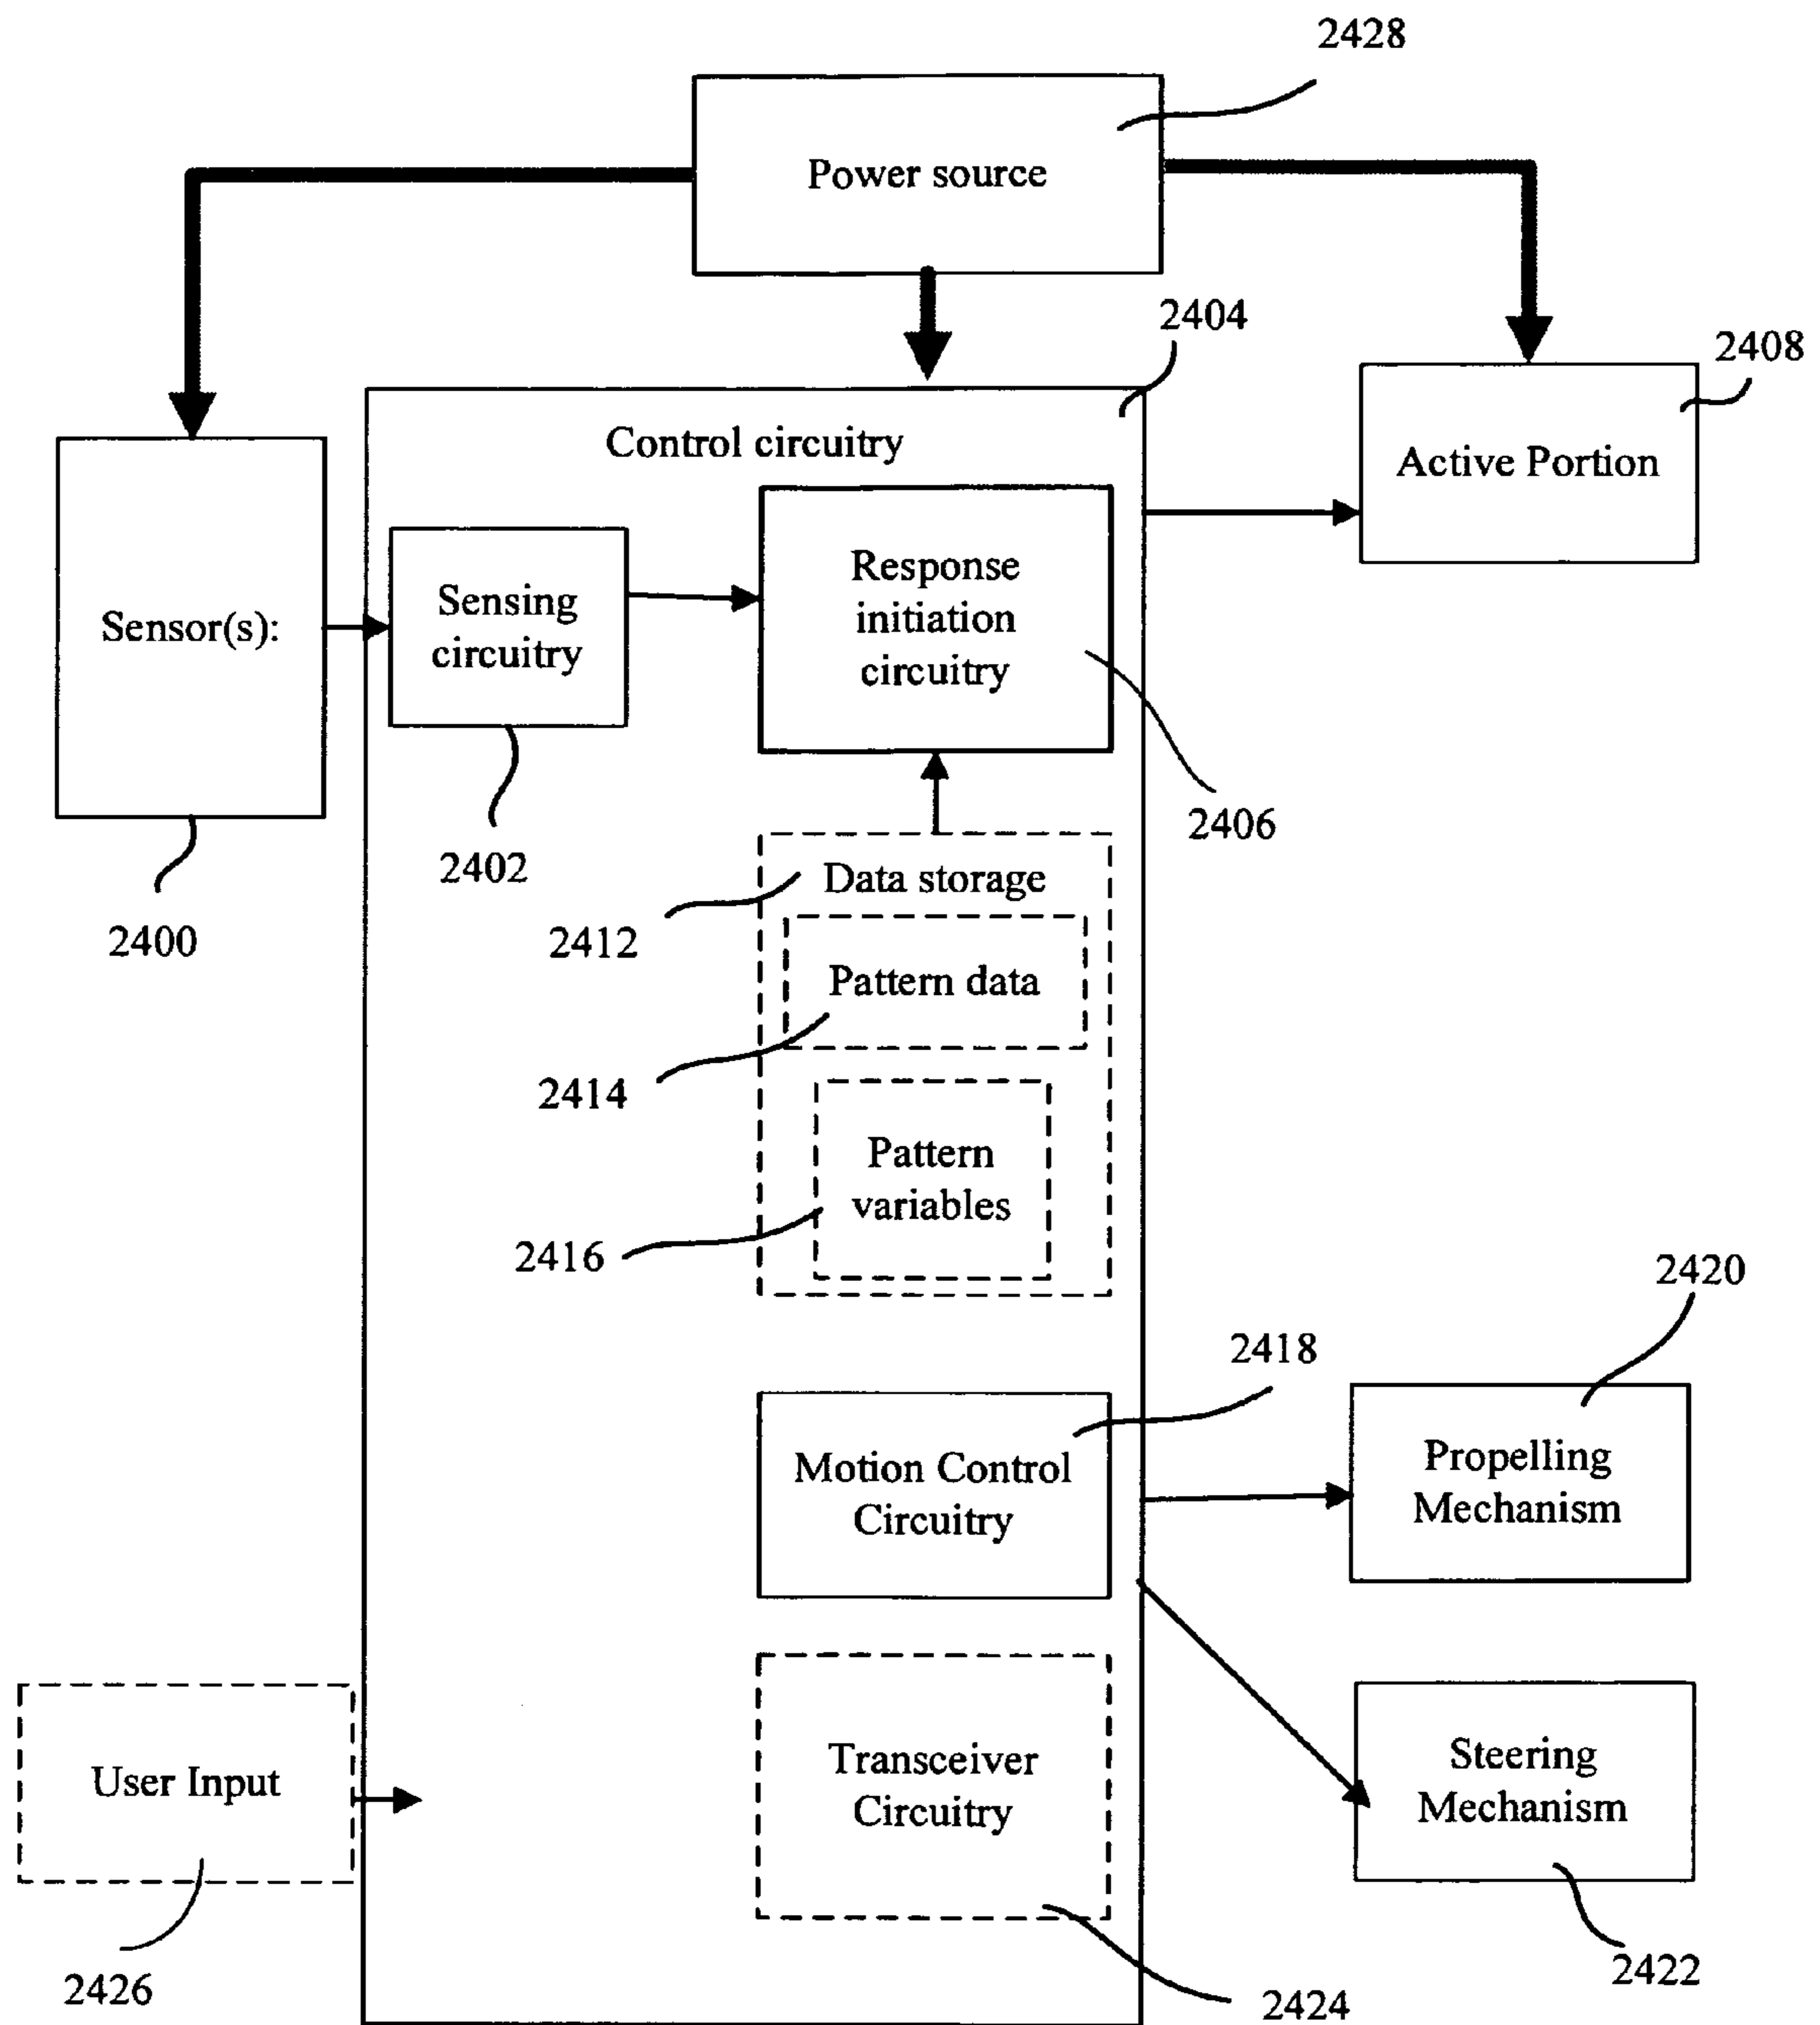 2428
Power source
2404
2408
Control circuitry
Active Portion
Response
initiation
circuitry
Sensing
circuitry
Sensor(s):
2406
2402
Data storage
2400
2412
Pattern data
2414
Pattern
variables
2416
2420
2418
Propelling
Mechanism
Motion Control
Circuitry
User Input
Transceiver
Circuitry
Steering
Mechanism
2426
2424
2422